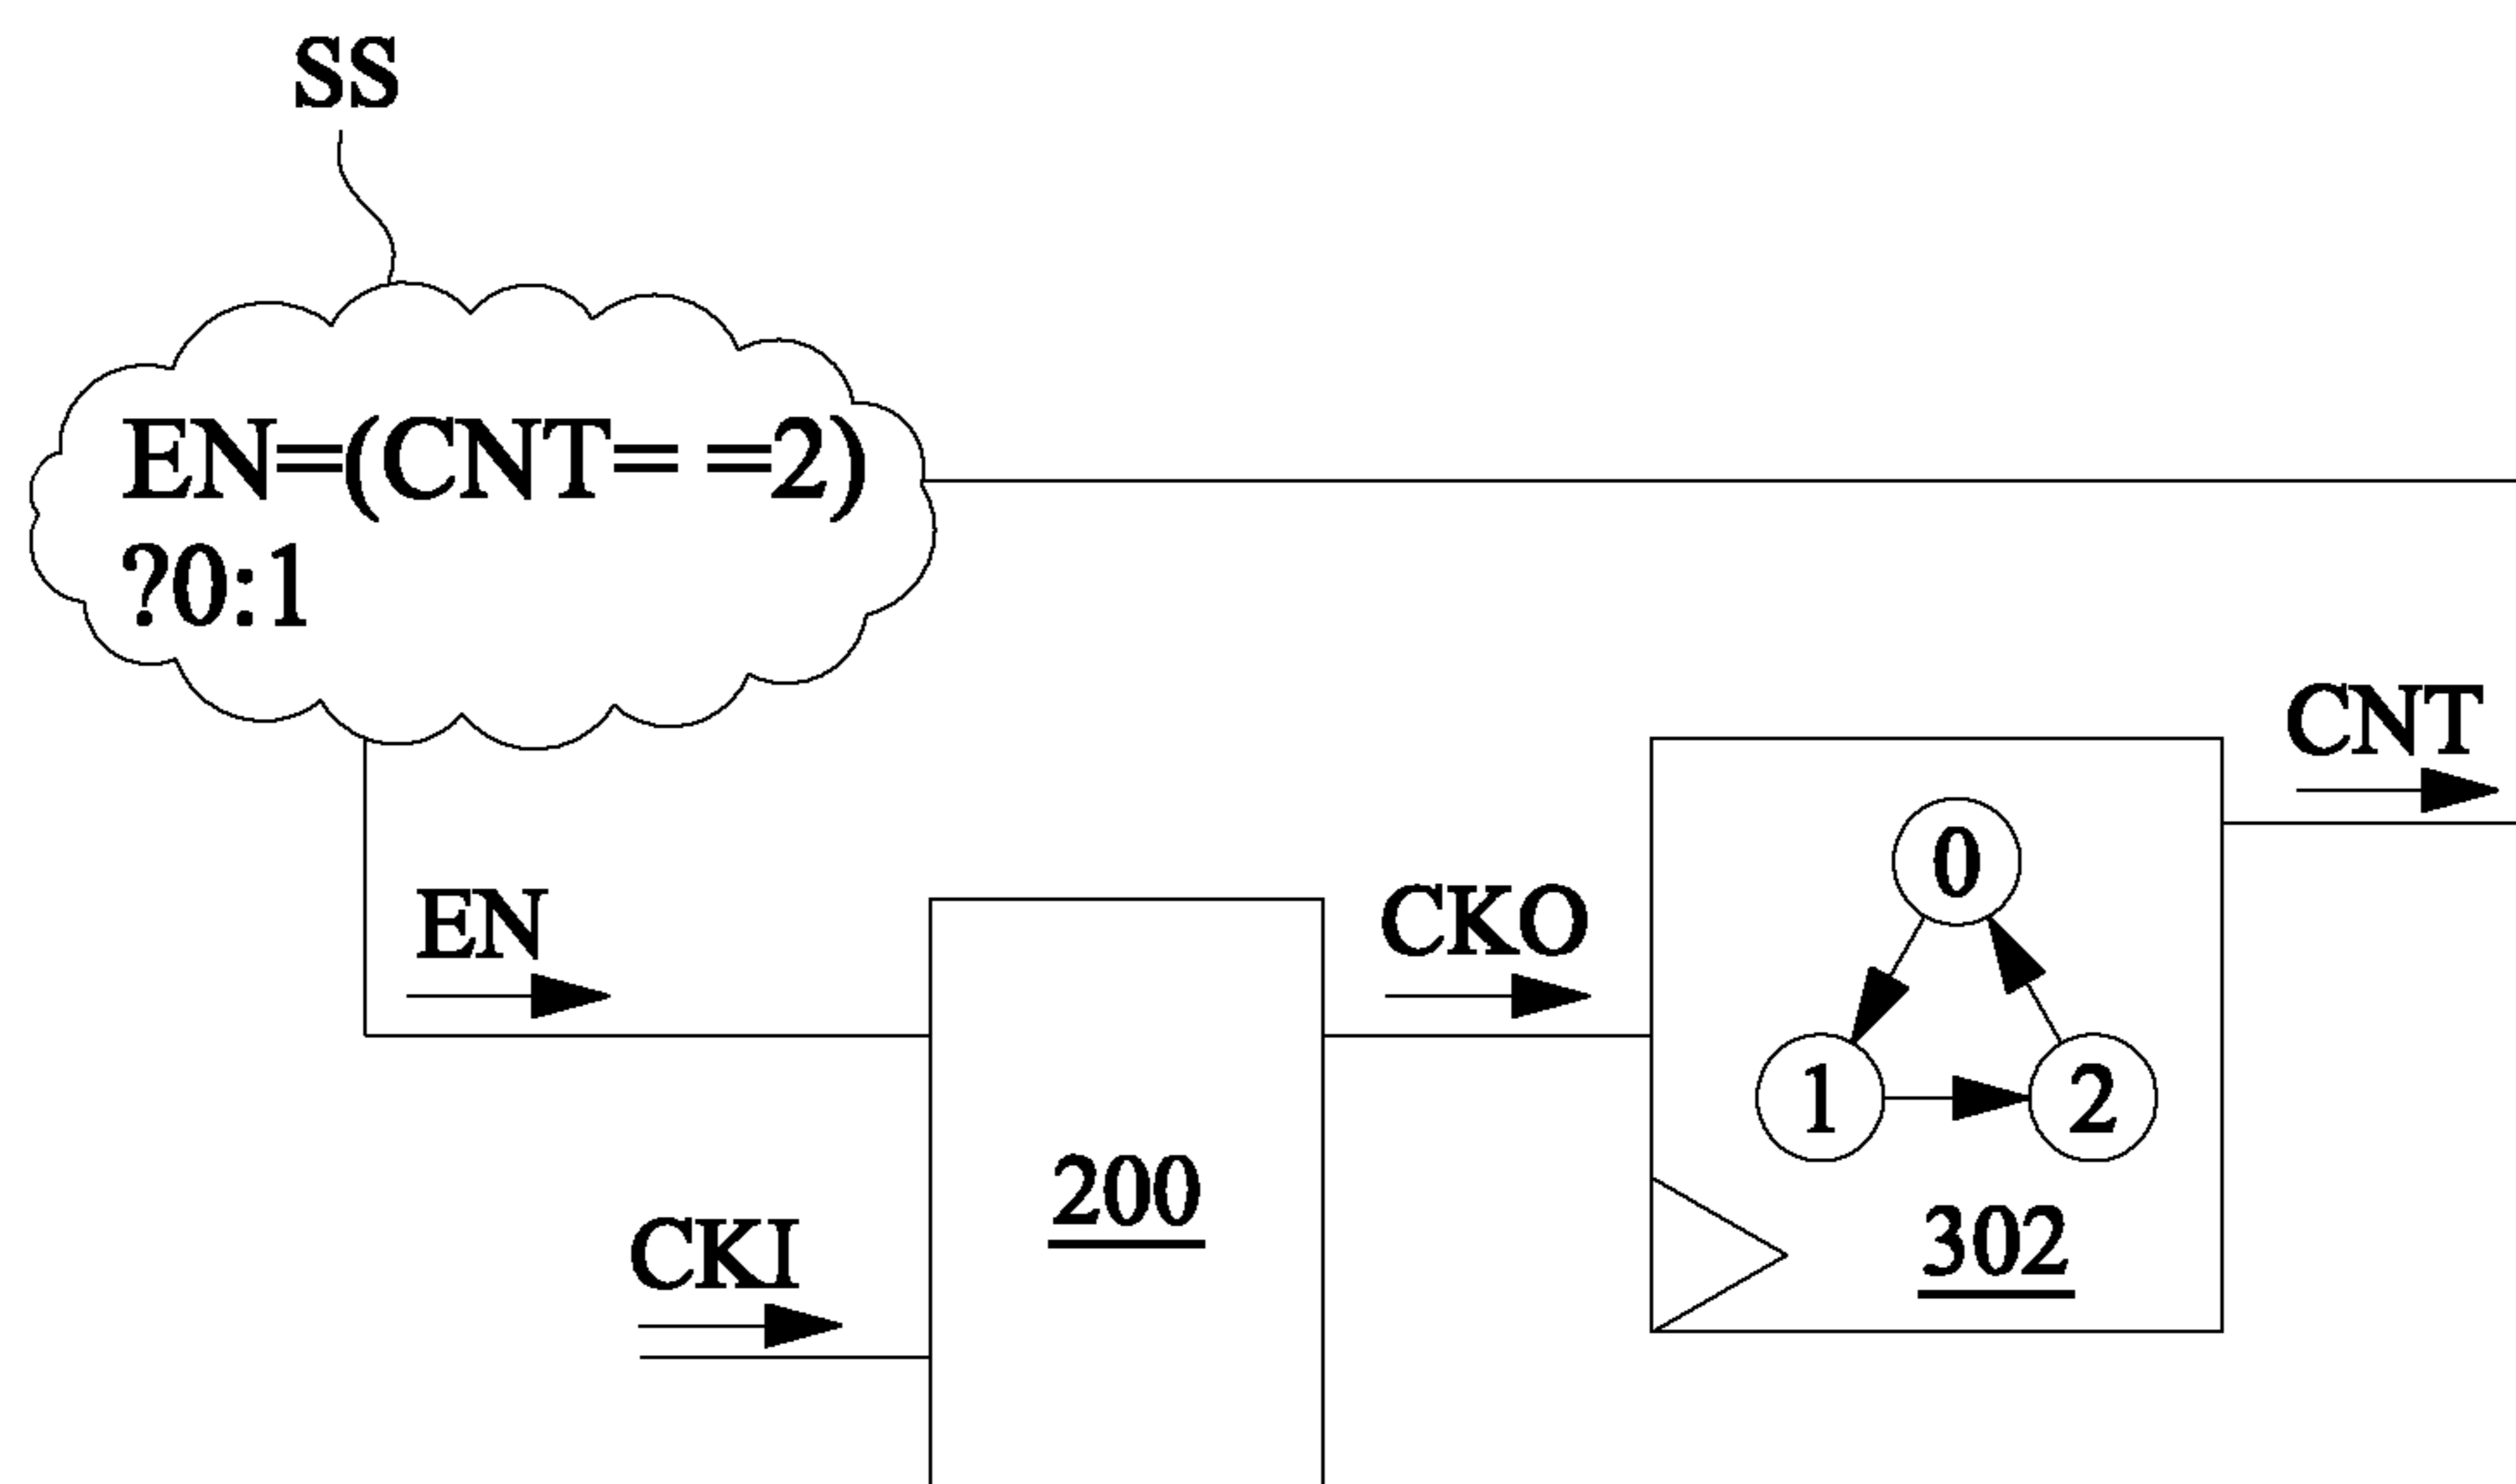 SS
EN=(CNT= =2)
?0:1
CNT
0
EN
CKO
1
2
200
302
CKI